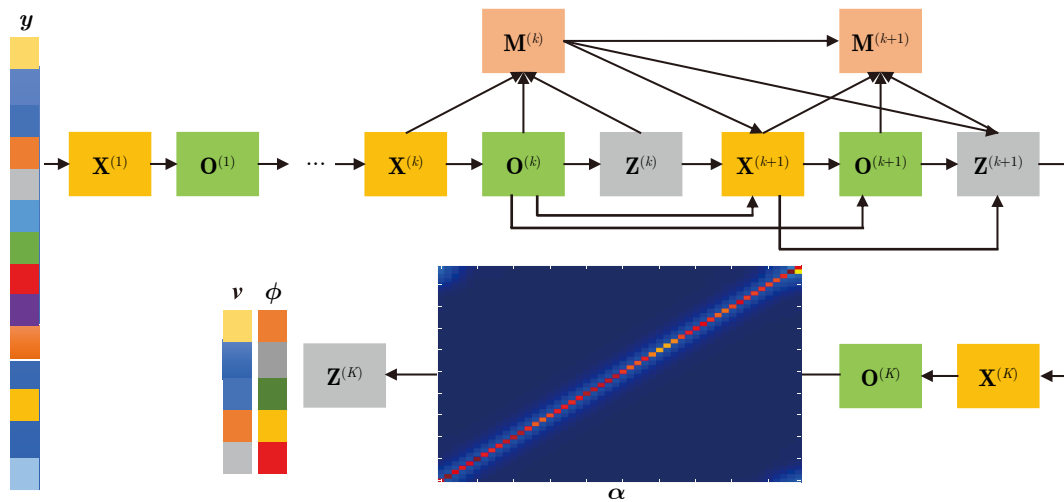 y
M^(k)
M^(k+1)
X^(1)
O^(1)
...
X^(k)
O^(k)
Z^(k)
X^(k+1)
O^(k+1)
Z^(k+1)
v
ϕ
Z^(K)
O^(K)
X^(K)
α